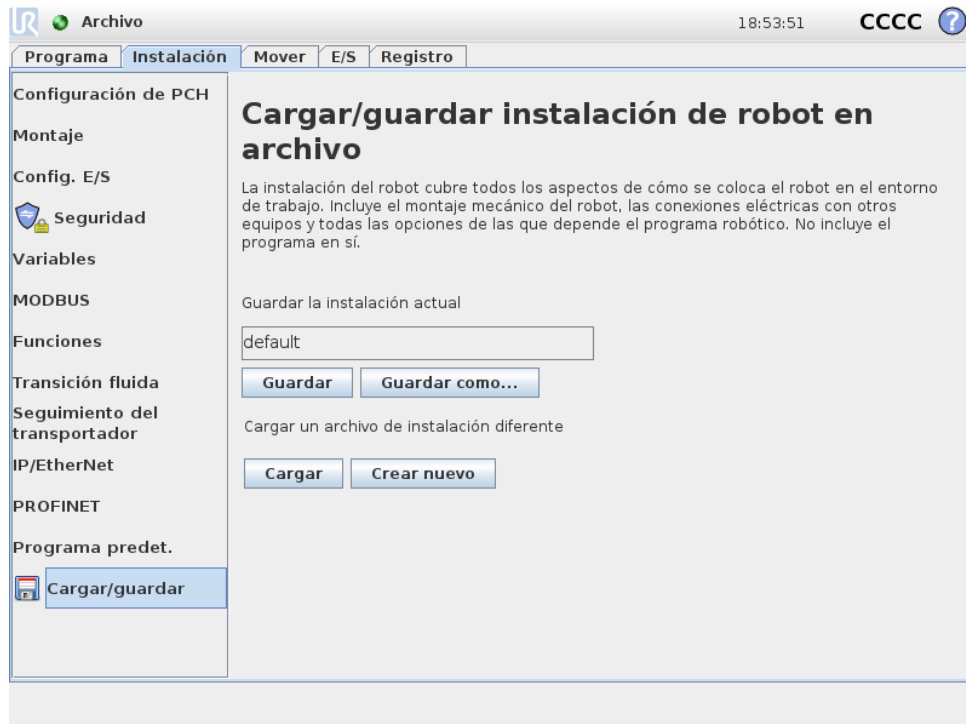 UR Archivo 18:53:51 CCCC ?
Programa Instalación Mover E/S Registro
Configuración de PCH
Montaje
Config. E/S
Seguridad
Variables
MODBUS
Funciones
Transición fluida
Seguimiento del
transportador
IP/EtherNet
PROFINET
Programa predet.
Cargar/guardar
Cargar/guardar instalación de robot en
archivo
La instalación del robot cubre todos los aspectos de cómo se coloca el robot en el entorno
de trabajo. Incluye el montaje mecánico del robot, las conexiones eléctricas con otros
equipos y todas las opciones de las que depende el programa robótico. No incluye el
programa en sí.
Guardar la instalación actual
default
Guardar Guardar como...
Cargar un archivo de instalación diferente
Cargar Crear nuevo